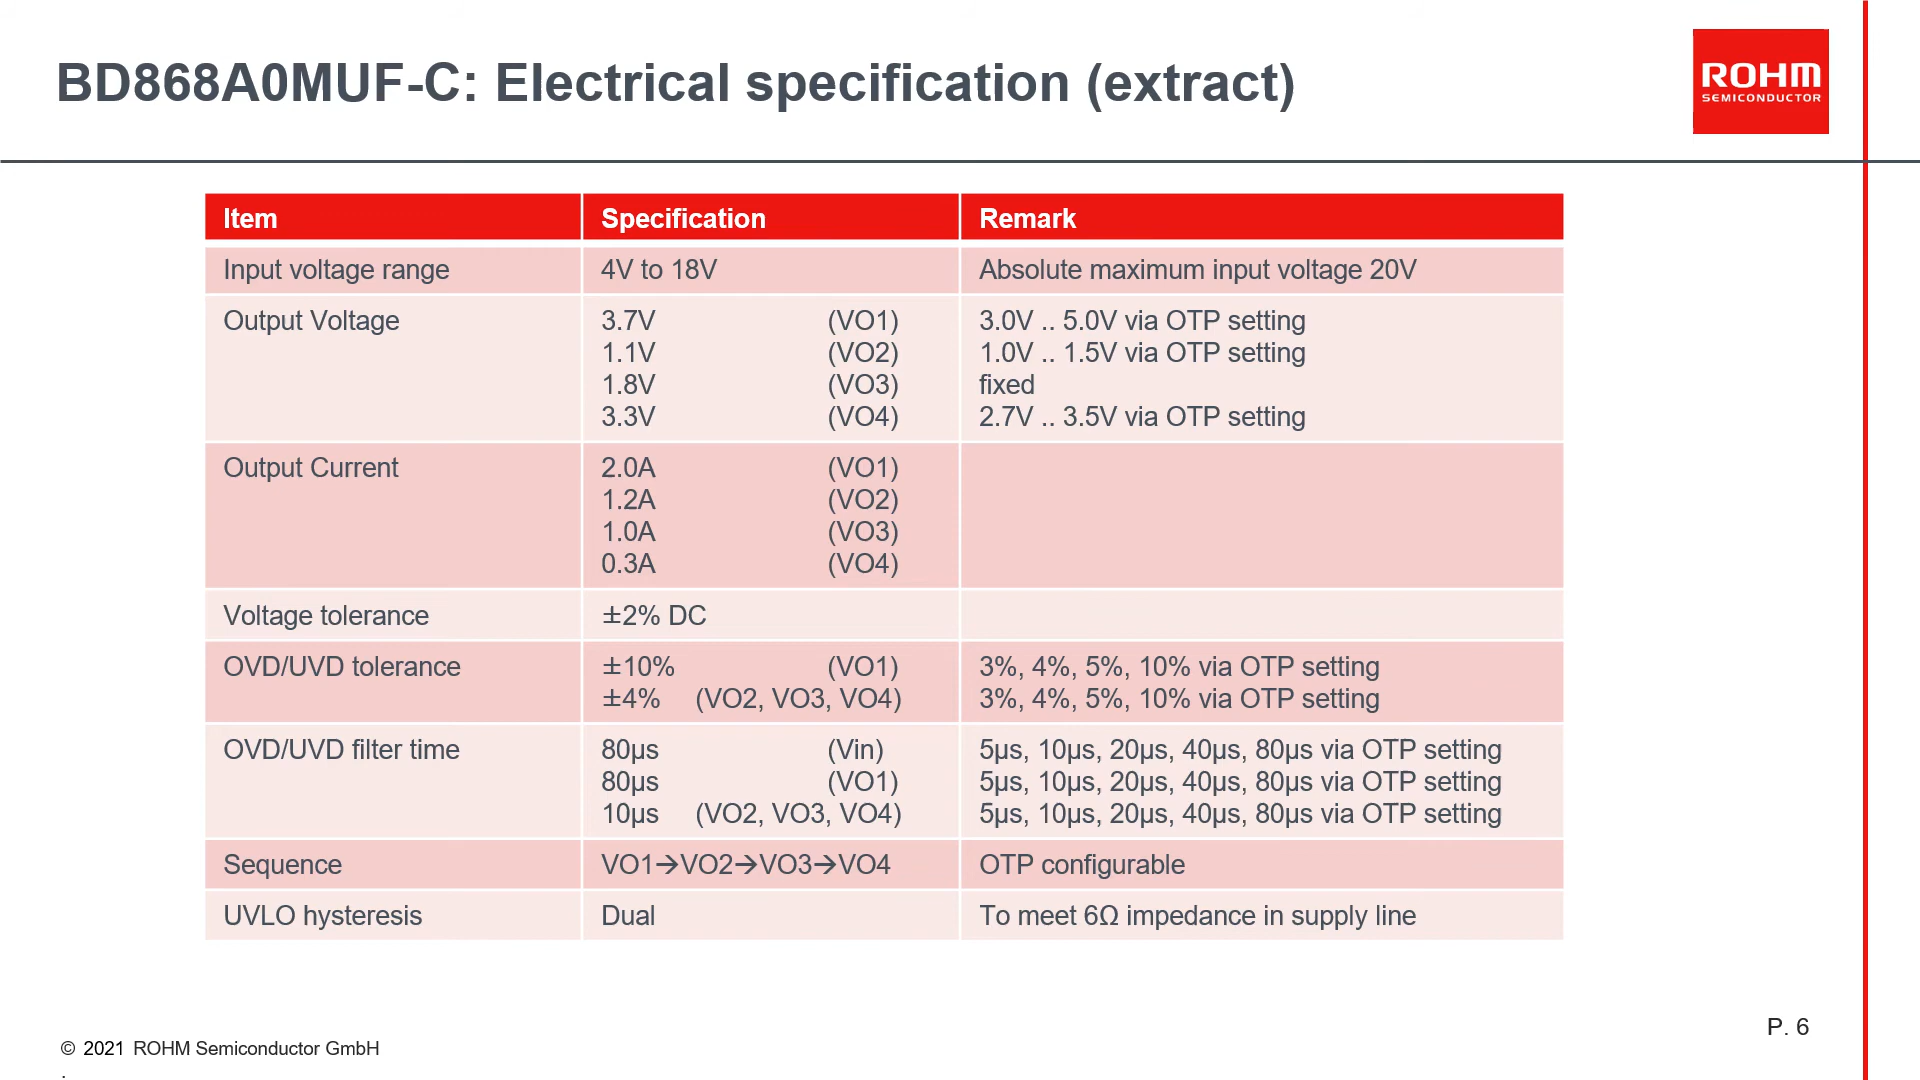 BD868A0MUF-C: Electrical specification (extract)
ROHM
SEMICONDUCTOR
Item Specification Remark
Input voltage range 4V to 18V Absolute maximum input voltage 20V
Output Voltage 3.7V (VO1) 3.0V .. 5.0V via OTP setting
1.1V (VO2) 1.0V .. 1.5V via OTP setting
1.8V (VO3) fixed
3.3V (VO4) 2.7V .. 3.5V via OTP setting
Output Current 2.0A (VO1)
1.2A (VO2)
1.0A (VO3)
0.3A (VO4)
Voltage tolerance ±2% DC
OVD/UVD tolerance ±10% (VO1) 3%, 4%, 5%, 10% via OTP setting
±4% (VO2, VO3, VO4) 3%, 4%, 5%, 10% via OTP setting
OVD/UVD filter time 80µs (Vin) 5µs, 10µs, 20µs, 40µs, 80µs via OTP setting
80µs (VO1) 5µs, 10µs, 20µs, 40µs, 80µs via OTP setting
10µs (VO2, VO3, VO4) 5µs, 10µs, 20µs, 40µs, 80µs via OTP setting
Sequence VO1→VO2→VO3→VO4 OTP configurable
UVLO hysteresis Dual To meet 6Ω impedance in supply line
P. 6
© 2021 ROHM Semiconductor GmbH
.